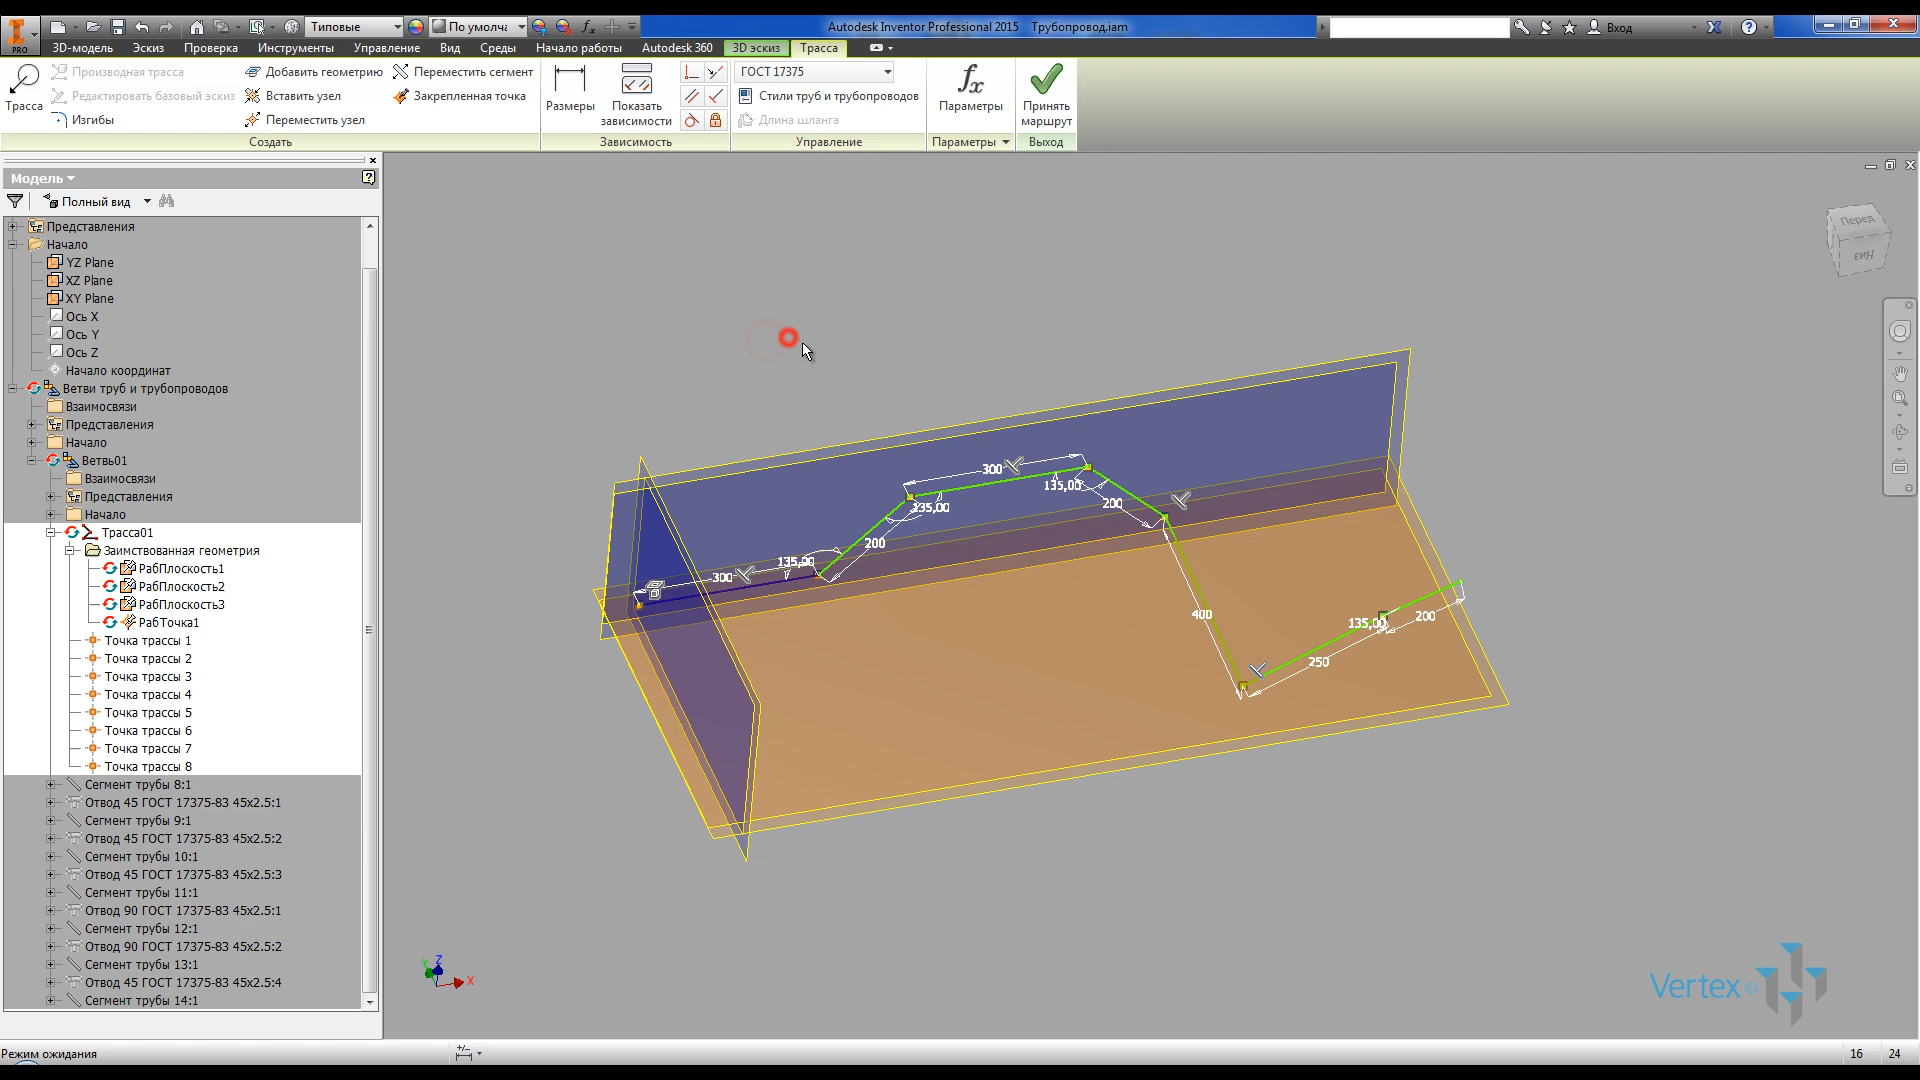 Типовые
По умолча
Autodesk Inventor Professional 2015 Трубопровод.iam
Вход
PRO
3D-модель Эскиз Проверка Инструменты Управление Вид Среды Начало работы Autodesk 360 3D эскиз Трасса
Производная трасса
Добавить геометрию
Переместить сегмент
ГОСТ 17375
Редактировать базовый эскиз
Вставить узел
Закрепленная точка
Стили труб и трубопроводов
Трасса
Размеры
Показать зависимости
Параметры
Принять маршрут
Изгибы
Переместить узел
Длина шланга
Создать
Зависимость
Управление
Параметры
Выход
Модель
Полный вид
Представления
Начало
YZ Plane
XZ Plane
XY Plane
Ось X
Ось Y
Ось Z
Начало координат
Ветви труб и трубопроводов
Взаимосвязи
Представления
Начало
Ветвь01
Взаимосвязи
Представления
Начало
Трасса01
Заимствованная геометрия
РабПлоскость1
РабПлоскость2
РабПлоскость3
РабТочка1
Точка трассы 1
Точка трассы 2
Точка трассы 3
Точка трассы 4
Точка трассы 5
Точка трассы 6
Точка трассы 7
Точка трассы 8
Сегмент трубы 8:1
Отвод 45 ГОСТ 17375-83 45x2.5:1
Сегмент трубы 9:1
Отвод 45 ГОСТ 17375-83 45x2.5:2
Сегмент трубы 10:1
Отвод 45 ГОСТ 17375-83 45x2.5:3
Сегмент трубы 11:1
Отвод 90 ГОСТ 17375-83 45x2.5:1
Сегмент трубы 12:1
Отвод 90 ГОСТ 17375-83 45x2.5:2
Сегмент трубы 13:1
Отвод 45 ГОСТ 17375-83 45x2.5:4
Сегмент трубы 14:1
Перед
Низ
300
135,00
200
135,00
300
135,00
200
400
250
135,00
200
Y Z X
Vertex ©
Режим ожидания
16 24